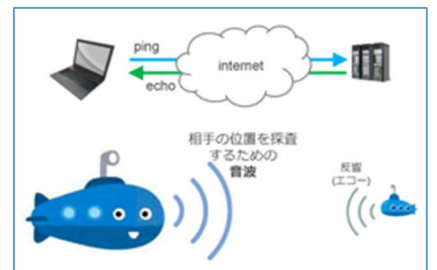 ping
internet
echo
相手の位置を探査
するための
音波
反響
(エコー)